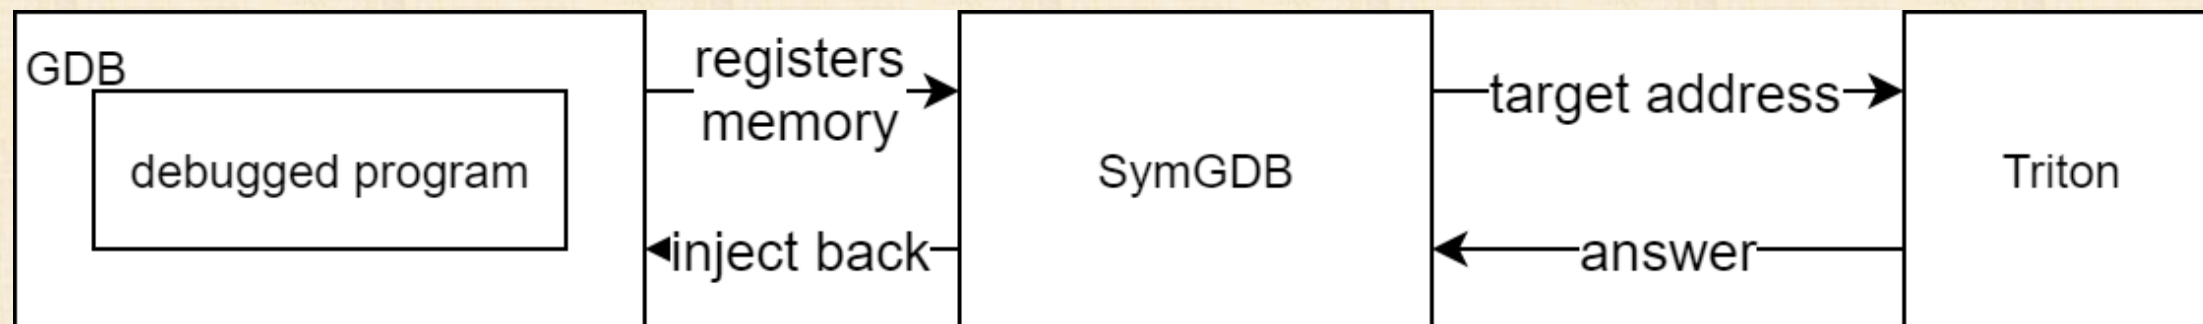 GDB
debugged program
registers
memory
inject back
SymGDB
target address
answer
Triton